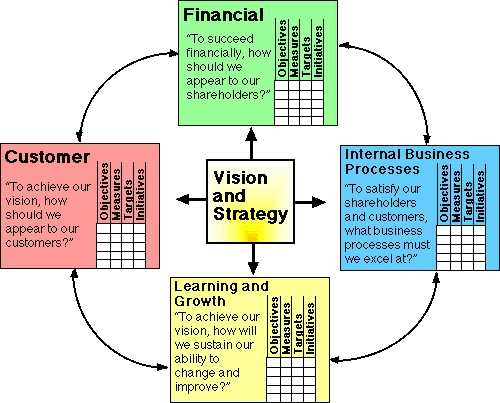 Financial
“To succeed
financially, how
should we
appear to our
shareholders?”
Objectives
Measures
Targets
Initiatives
Customer
“To achieve our
vision, how
should we
appear to our
customers?”
Objectives
Measures
Targets
Initiatives
Vision
and
Strategy
Internal Business
Processes
“To satisfy our
shareholders
and customers,
what business
processes must
we excel at?”
Objectives
Measures
Targets
Initiatives
Learning and
Growth
“To achieve our
vision, how will
we sustain our
ability to
change and
improve?”
Objectives
Measures
Targets
Initiatives